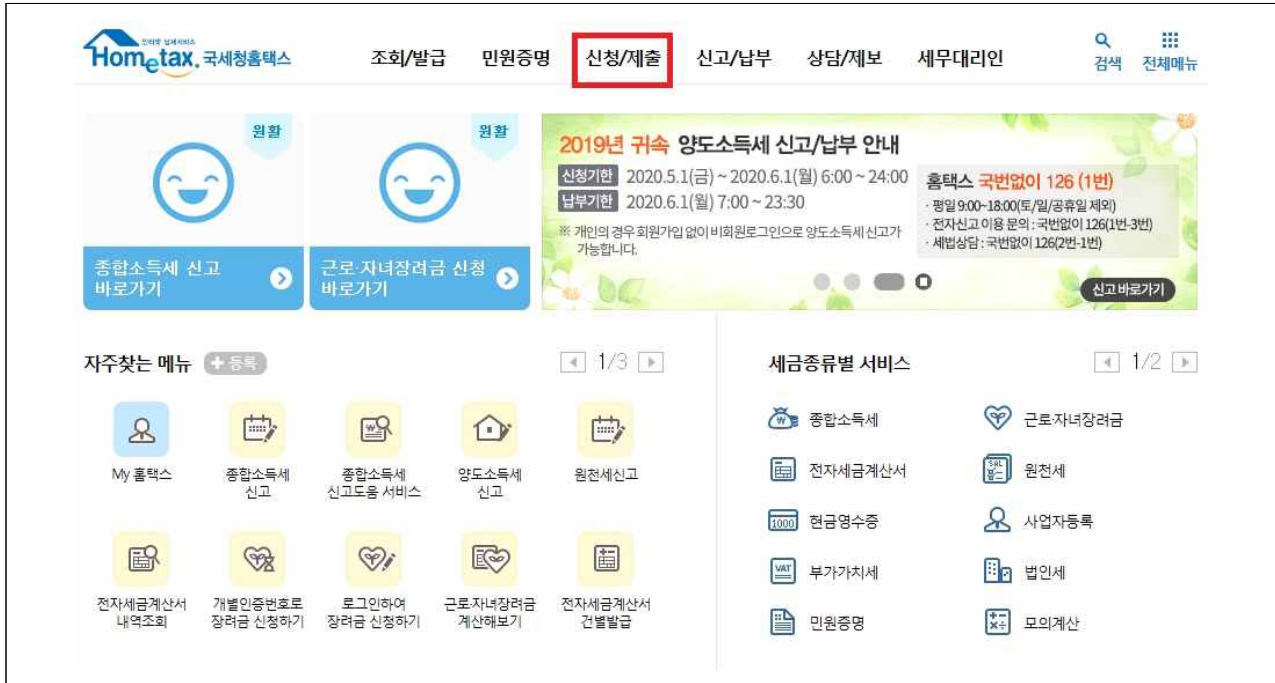 인터넷 납세서비스
Hometax. 국세청홈택스
조회/발급 민원증명 신청/제출 신고/납부 상담/제보 세무대리인
검색 전체메뉴
원활
종합소득세 신고
바로가기
원활
근로·자녀장려금 신청
바로가기
2019년 귀속 양도소득세 신고/납부 안내
신청기한 2020.5.1(금) ~ 2020.6.1(월) 6:00 ~ 24:00
납부기한 2020.6.1(월) 7:00 ~ 23:30
※ 개인의 경우 회원가입 없이 비회원로그인으로 양도소득세 신고가
가능합니다.
홈택스 국번없이 126 (1번)
· 평일 9:00~18:00(토/일/공휴일 제외)
· 전자신고 이용 문의 : 국번없이 126(1번-3번)
· 세법상담 : 국번없이 126(2번-1번)
신고 바로가기
자주찾는 메뉴 + 등록 1/3
My 홈택스
종합소득세
신고
종합소득세
신고도움 서비스
양도소득세
신고
원천세신고
전자세금계산서
내역조회
개별인증번호로
장려금 신청하기
로그인하여
장려금 신청하기
근로자녀장려금
계산해보기
전자세금계산서
건별발급
세금종류별 서비스 1/2
종합소득세
근로·자녀장려금
전자세금계산서
SAL
원천세
1000
현금영수증
사업자등록
VAT
부가가치세
법인세
민원증명
모의계산